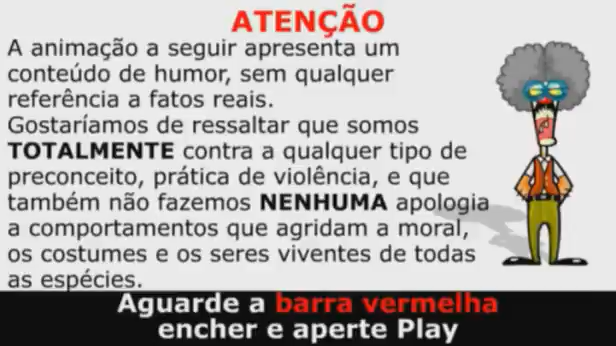 ATENÇÃO
A animação a seguir apresenta um
conteúdo de humor, sem qualquer
referência a fatos reais.
Gostaríamos de ressaltar que somos
TOTALMENTE contra a qualquer tipo de
preconceito, prática de violência, e que
também não fazemos NENHUMA apologia
a comportamentos que agridam a moral,
os costumes e os seres viventes de todas
as espécies.
Aguarde a barra vermelha
encher e aperte Play